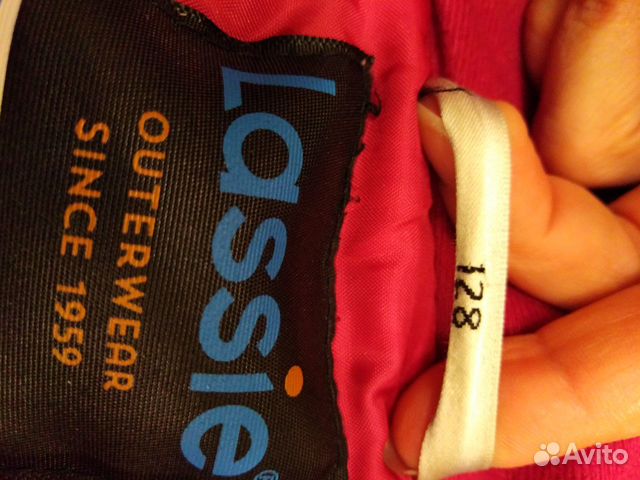 Lassie®
OUTERWEAR
SINCE 1959
128
Avito